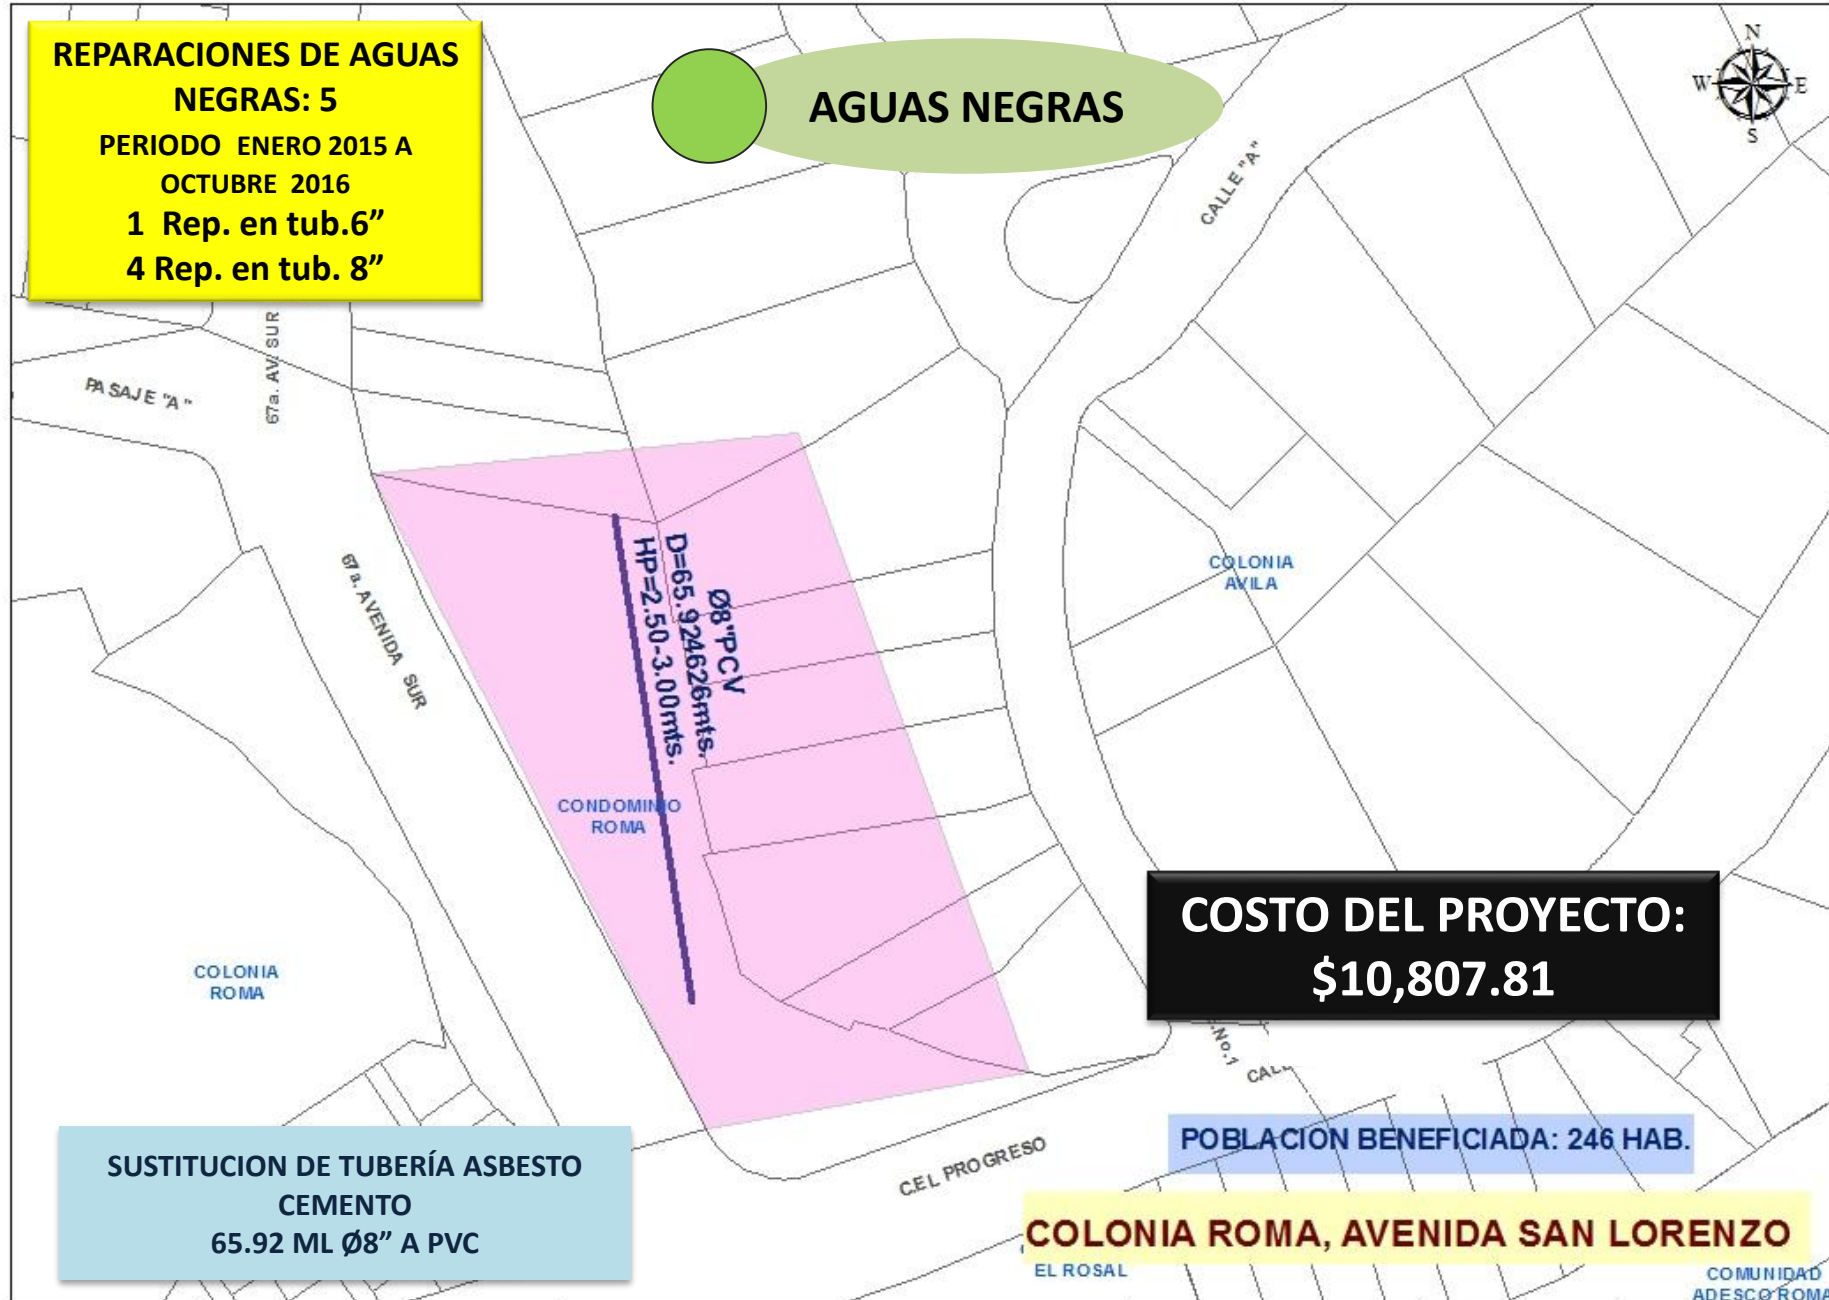 REPARACIONES DE AGUAS
NEGRAS: 5
PERIODO ENERO 2015 A
OCTUBRE 2016
1 Rep. en tub.6”
4 Rep. en tub. 8”
AGUAS NEGRAS
N
W E
S
CALLE "A"
67a. AV. SUR
PASAJE "A"
67a. AVENIDA SUR
Ø8"PCV
D=65.924626mts.
HP=2.50-3.00mts.
COLONIA
AVILA
CONDOMINIO
ROMA
COLONIA
ROMA
COSTO DEL PROYECTO:
$10,807.81
.No.1
C.EL PROGRESO
POBLACION BENEFICIADA: 246 HAB.
SUSTITUCION DE TUBERÍA ASBESTO
CEMENTO
65.92 ML Ø8” A PVC
COLONIA ROMA, AVENIDA SAN LORENZO
EL ROSAL
COMUNIDAD
ADESCO ROMA